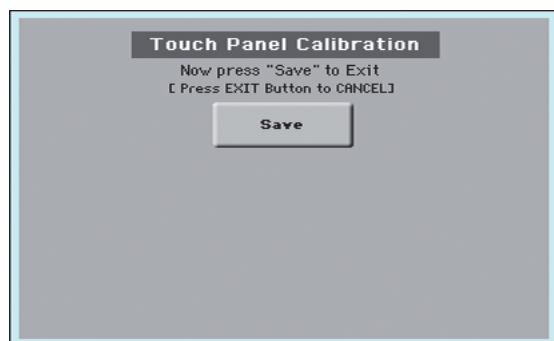 Touch Panel Calibration
Now press "Save" to Exit
[ Press EXIT Button to CANCEL]
Save